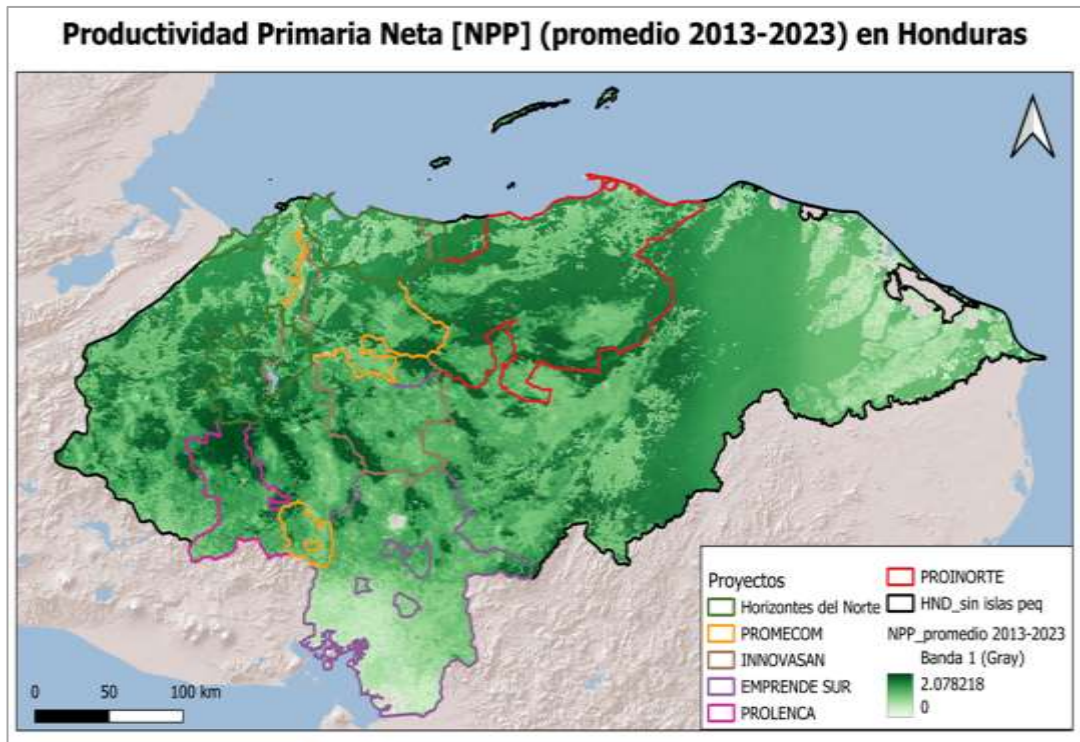 Productividad Primaria Neta [NPP] (promedio 2013-2023) en Honduras
0 50 100 km
Proyectos
Horizontes del Norte
PROMECOM
INNOVASAN
EMPRENDE SUR
PROLENCA
PROINORTE
HND_sin islas peq
NPP_promedio 2013-2023
Banda 1 (Gray)
2.078218
0